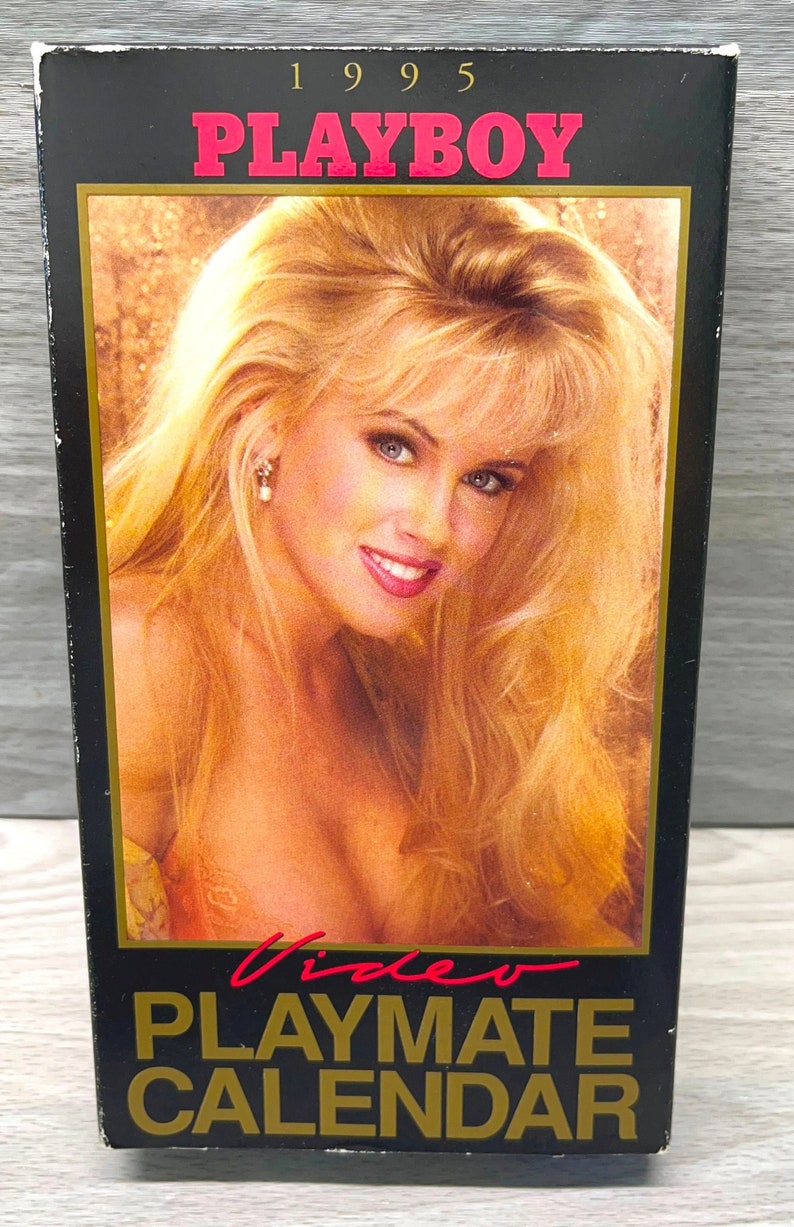 1995
PLAYBOY
Video
PLAYMATE
CALENDAR